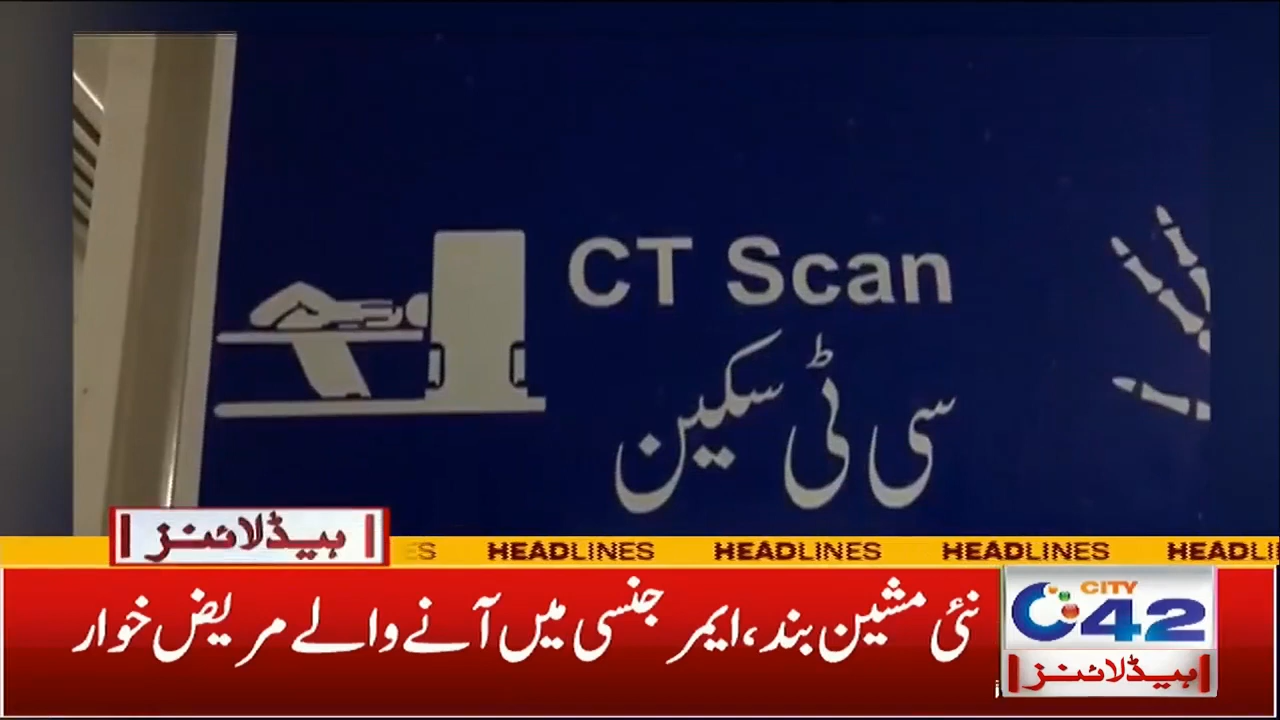 CT Scan
سی ٹی سکین
ہیڈلائنز
ES HEADLINES HEADLINES HEADLINES HEADLI
نئی مشین بند، ایمرجنسی میں آنے والے مریض خوار
CITY
42
ہیڈلائنز